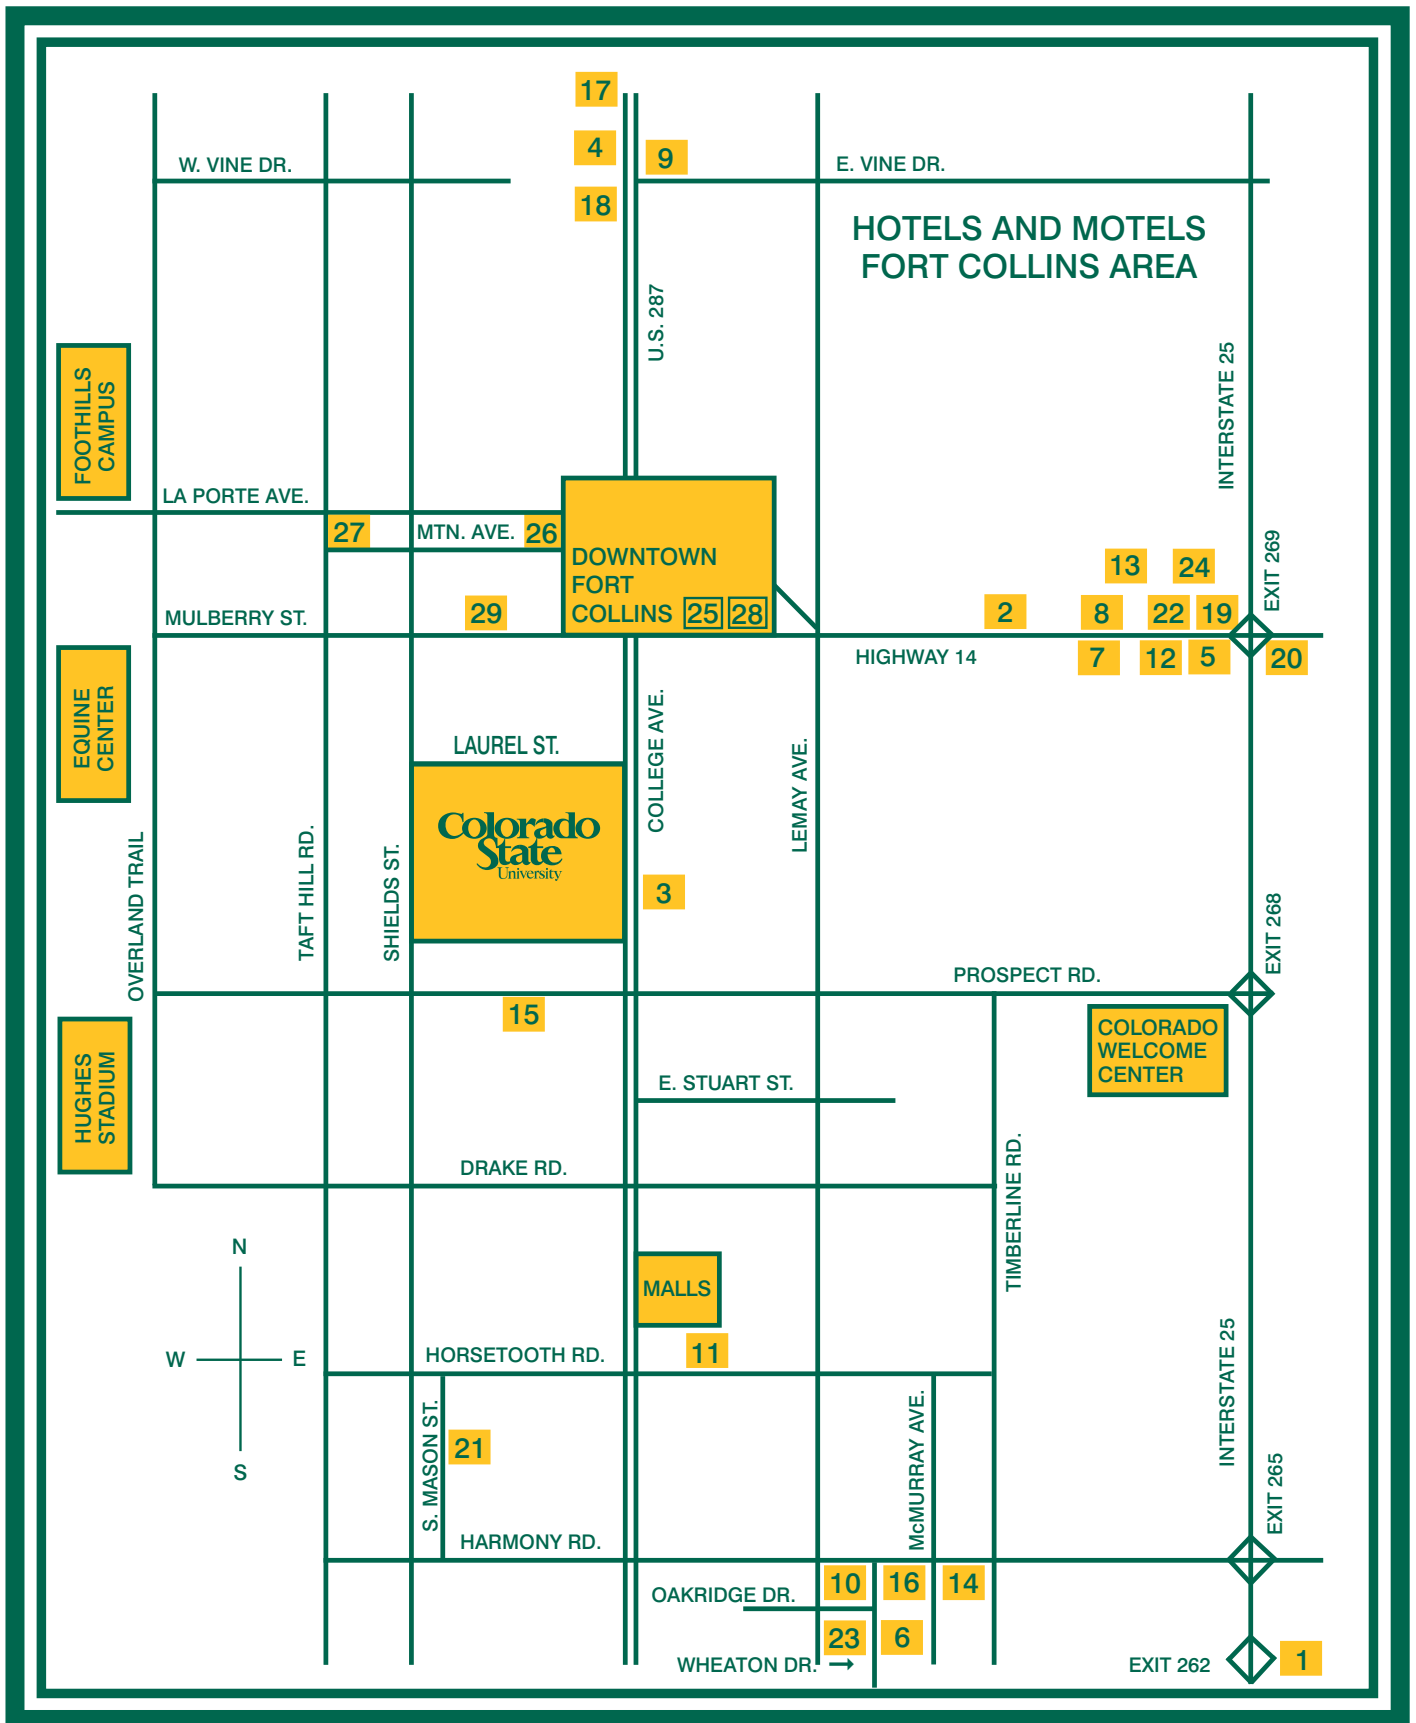 17
4
9
W. VINE DR.
E. VINE DR.
18
HOTELS AND MOTELS
FORT COLLINS AREA
U.S. 287
INTERSTATE 25
FOOTHILLS
CAMPUS
LA PORTE AVE.
27
MTN. AVE.
26
DOWNTOWN
FORT
COLLINS
25
28
EXIT 269
13
24
MULBERRY ST.
29
2
8
22
19
HIGHWAY 14
7
12
5
20
EQUINE
CENTER
LAUREL ST.
COLLEGE AVE.
LEMAY AVE.
Colorado
State
University
OVERLAND TRAIL
TAFT HILL RD.
SHIELDS ST.
3
EXIT 268
PROSPECT RD.
15
COLORADO
WELCOME
CENTER
HUGHES
STADIUM
E. STUART ST.
DRAKE RD.
TIMBERLINE RD.
N
W
E
S
MALLS
11
HORSETOOTH RD.
S. MASON ST.
21
McMURRAY AVE.
INTERSTATE 25
EXIT 265
HARMONY RD.
10
16
14
OAKRIDGE DR.
23
6
WHEATON DR. →
EXIT 262
1